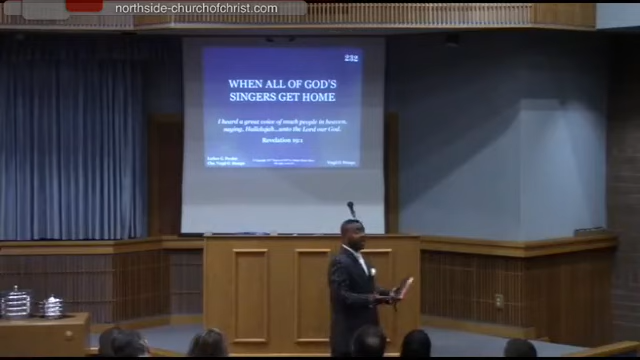 northside-churchofchrist.com
232
WHEN ALL OF GOD'S
SINGERS GET HOME
I heard a great voice of much people in heaven,
saying, Hallelujah...unto the Lord our God.
Revelation 19:1